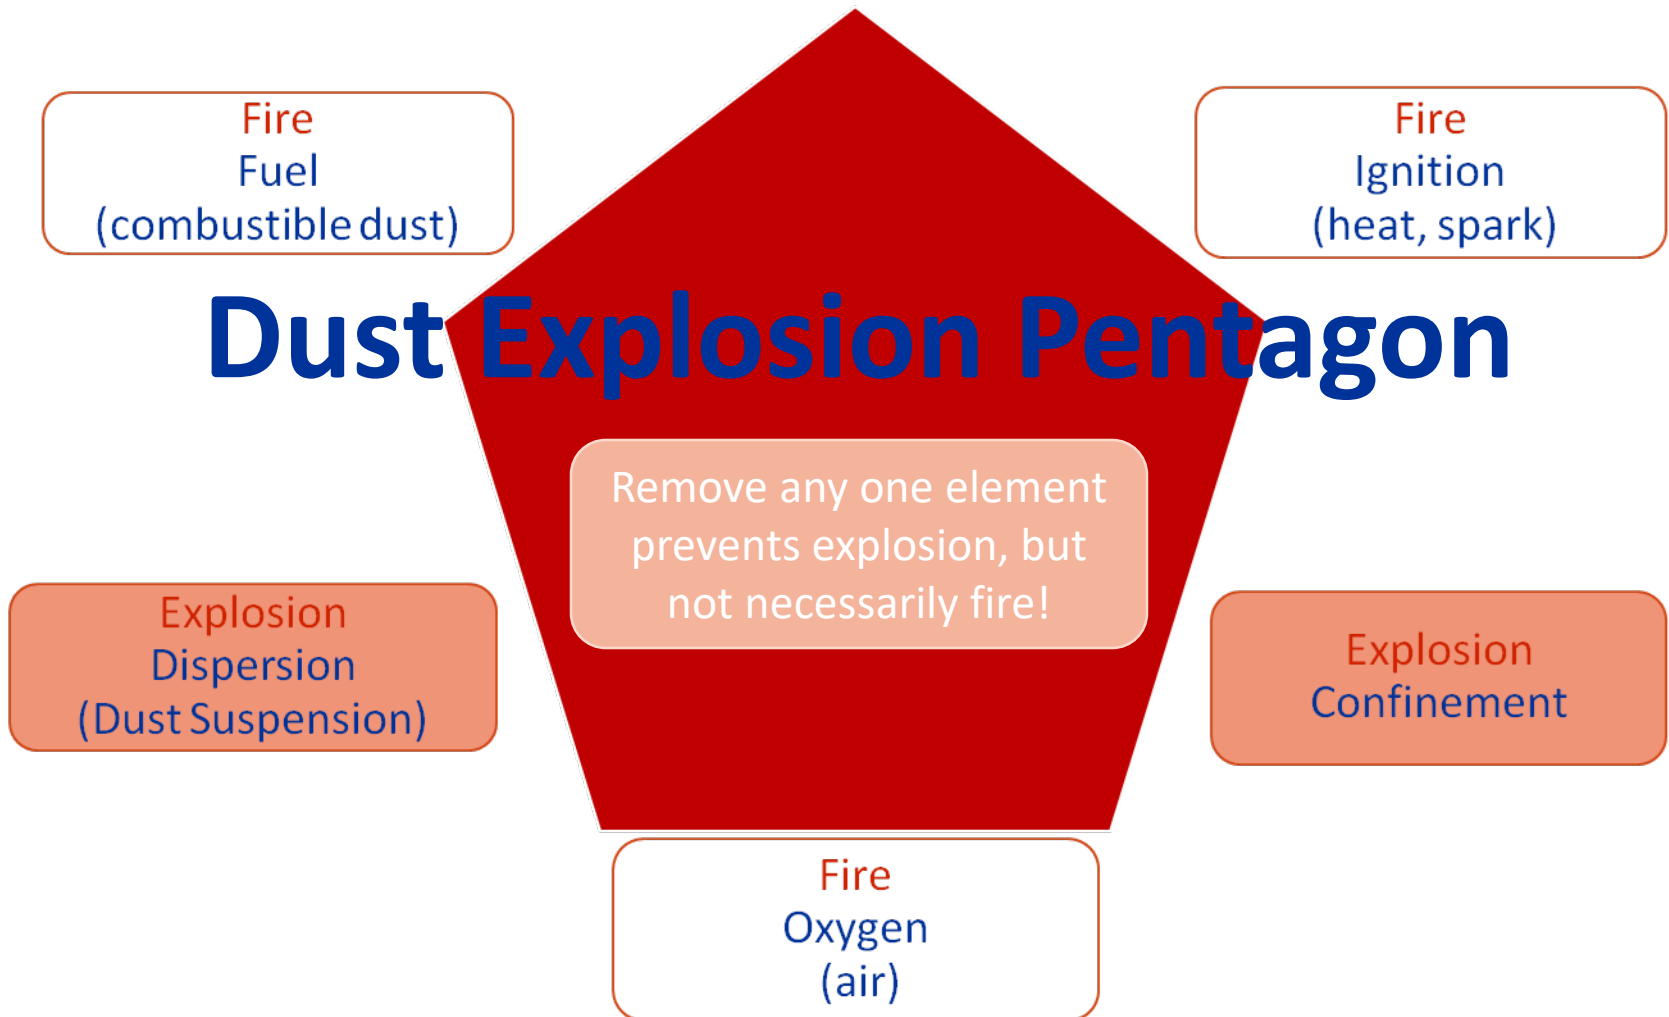 Fire
Fuel
(combustible dust)
Fire
Ignition
(heat, spark)
Dust Explosion Pentagon
Remove any one element
prevents explosion, but
not necessarily fire!
Explosion
Dispersion
(Dust Suspension)
Explosion
Confinement
Fire
Oxygen
(air)